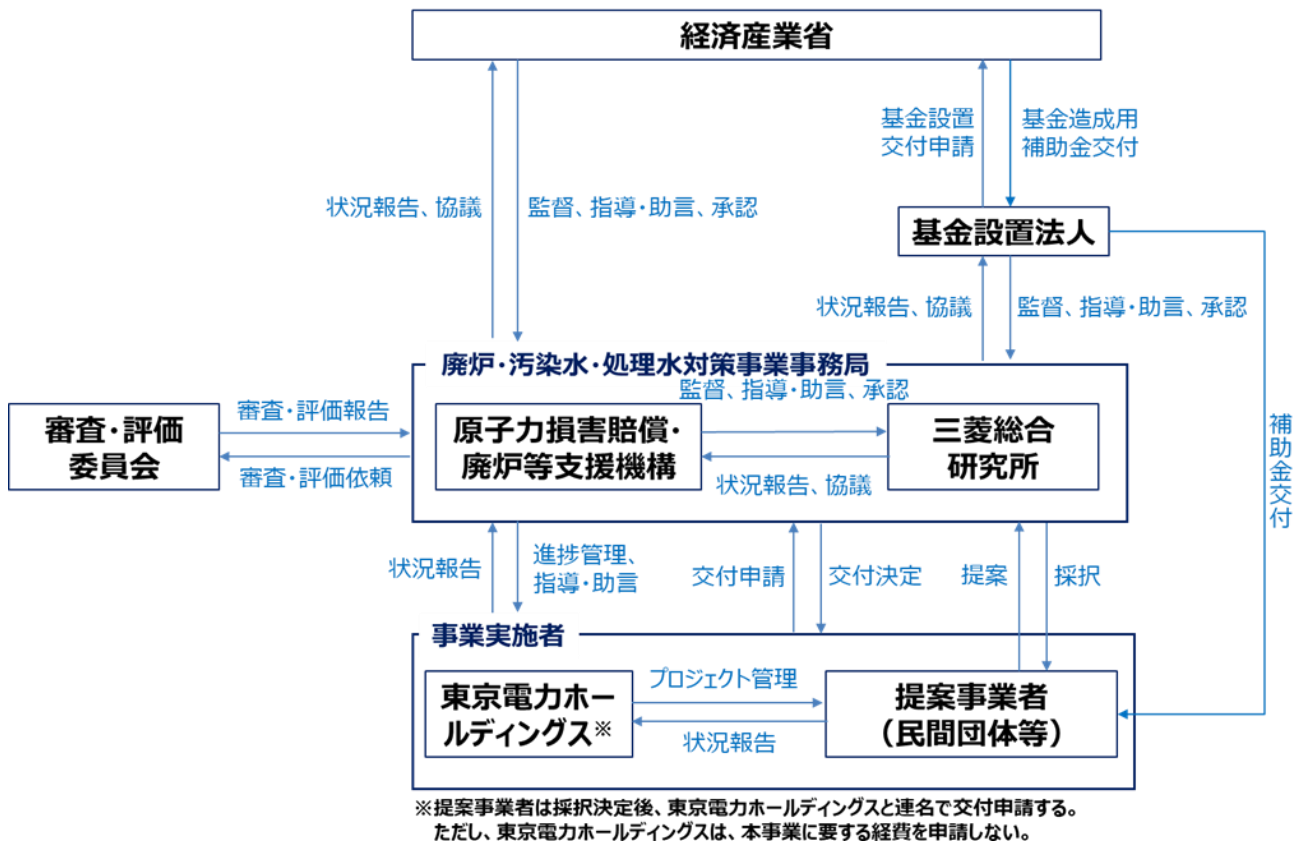 経済産業省
基金設置
交付申請
基金造成用
補助金交付
状況報告、協議
監督、指導・助言、承認
基金設置法人
状況報告、協議
監督、指導・助言、承認
廃炉・汚染水・処理水対策事業事務局
監督、指導・助言、承認
審査・評価
委員会
審査・評価報告
審査・評価依頼
原子力損害賠償・
廃炉等支援機構
三菱総合
研究所
状況報告、協議
補助金交付
状況報告
進捗管理、
指導・助言
交付申請
交付決定
提案
採択
事業実施者
東京電力ホー
ルディングス※
プロジェクト管理
状況報告
提案事業者
（民間団体等）
※提案事業者は採択決定後、東京電力ホールディングスと連名で交付申請する。
ただし、東京電力ホールディングスは、本事業に要する経費を申請しない。